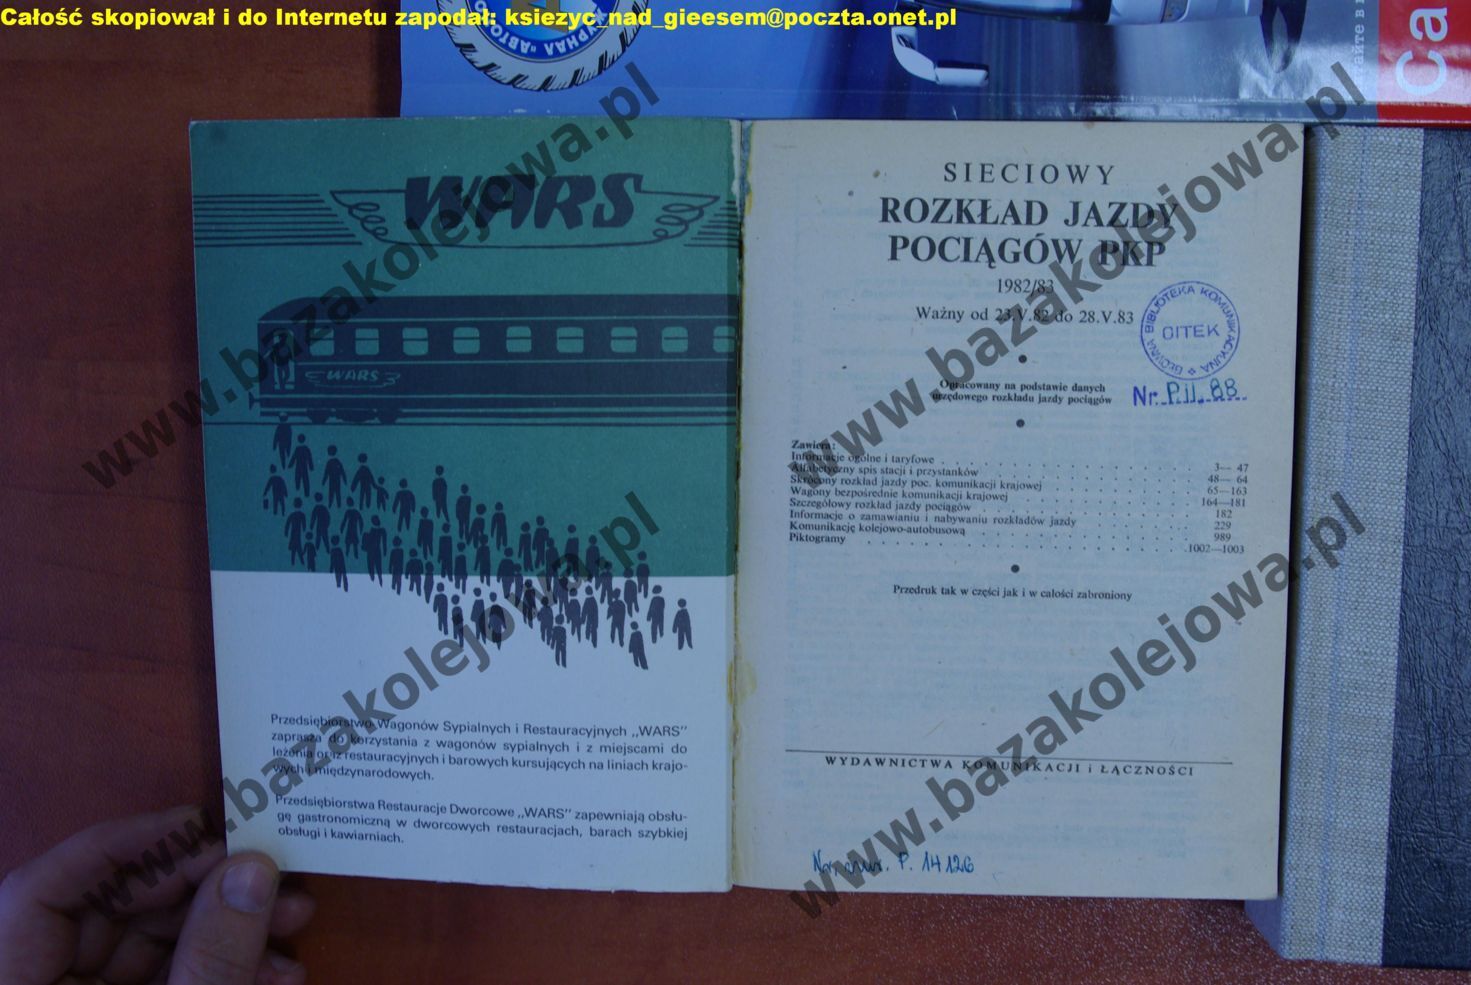 Całość skopiował i do Internetu zapodał: ksiezyc_nad_gieesem@poczta.onet.pl
Ca
WARS
WARS
Przedsiębiorstwo Wagonów Sypialnych i Restauracyjnych „WARS”
zaprasza do korzystania z wagonów sypialnych i z miejscami do
leżenia oraz restauracyjnych i barowych kursujących na liniach krajo-
wych i międzynarodowych.
Przedsiębiorstwa Restauracje Dworcowe „WARS” zapewniają obsłu-
gę gastronomiczną w dworcowych restauracjach, barach szybkiej
obsługi i kawiarniach.
SIECIOWY
ROZKŁAD JAZDY
POCIĄGÓW PKP
1982/83
Ważny od 23.V.82 do 28.V.83
GŁÓWNA BIBLIOTEKA KOMUNIKACYJNA
OITEK
Nr. P.II. 88
Opracowany na podstawie danych
urzędowego rozkładu jazdy pociągów
Zawiera:
Informacje ogólne i taryfowe 3— 47
Alfabetyczny spis stacji i przystanków 48— 64
Skrócony rozkład jazdy poc. komunikacji krajowej 65—163
Wagony bezpośrednie komunikacji krajowej 164—181
Szczegółowy rozkład jazdy pociągów 182
Informacje o zamawianiu i nabywaniu rozkładów jazdy 229
Komunikację kolejowo-autobusową 989
Piktogramy 1002—1003
Przedruk tak w części jak i w całości zabroniony
WYDAWNICTWA KOMUNIKACJI i ŁĄCZNOŚCI
P. 14126
www.bazakolejowa.pl
www.bazakolejowa.pl
www.bazakolejowa.pl
www.bazakolejowa.pl